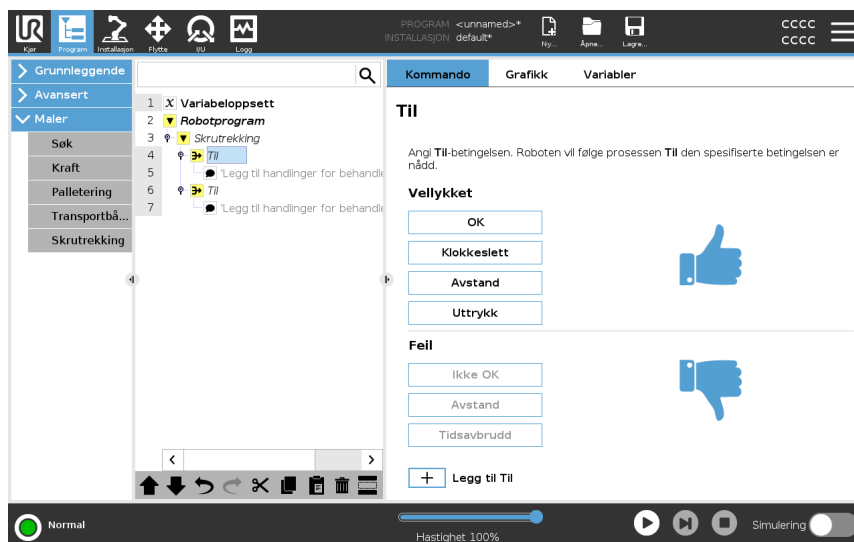 UR
PROGRAM <unnamed>*
INSTALLASJON default*
CCCC
CCCC
Kjør Program Installasjon Flytte I/U Logg Ny... Åpne... Lagre...
Grunnleggende
Avansert
Maler
Søk
Kraft
Palletering
Transportbå...
Skrutrekking
1 X Variabeloppsett
2 Robotprogram
3 Skrutrekking
4 Til
5 'Legg til handlinger for behandle
6 Til
7 'Legg til handlinger for behandle
Kommando Grafikk Variabler
Til
Angi Til-betingelsen. Roboten vil følge prosessen Til den spesifiserte betingelsen er
nådd.
Vellykket
OK
Klokkeslett
Avstand
Uttrykk
Feil
Ikke OK
Avstand
Tidsavbrudd
+ Legg til Til
Normal
Hastighet 100%
Simulering